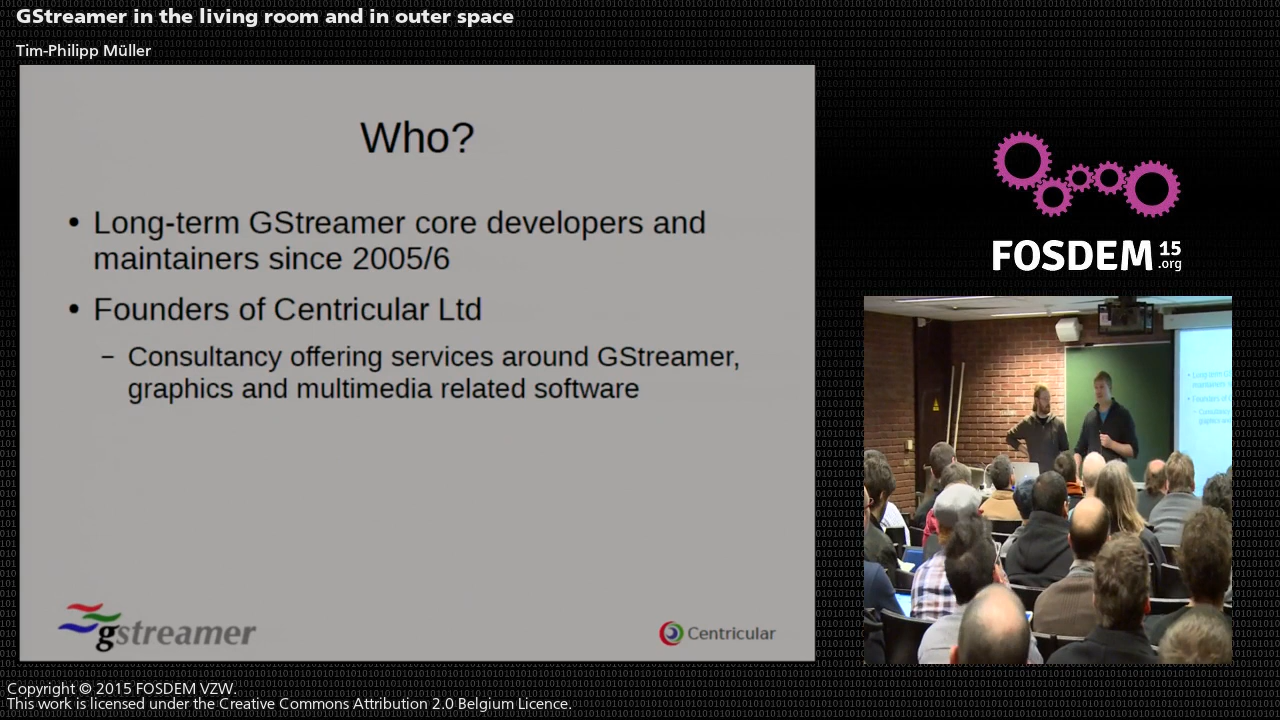 GStreamer in the living room and in outer space
Tim-Philipp Müller
Who?
• Long-term GStreamer core developers and
maintainers since 2005/6
• Founders of Centricular Ltd
– Consultancy offering services around GStreamer,
graphics and multimedia related software
gstreamer
Centricular
FOSDEM 15
.org
Copyright © 2015 FOSDEM VZW.
This work is licensed under the Creative Commons Attribution 2.0 Belgium Licence.